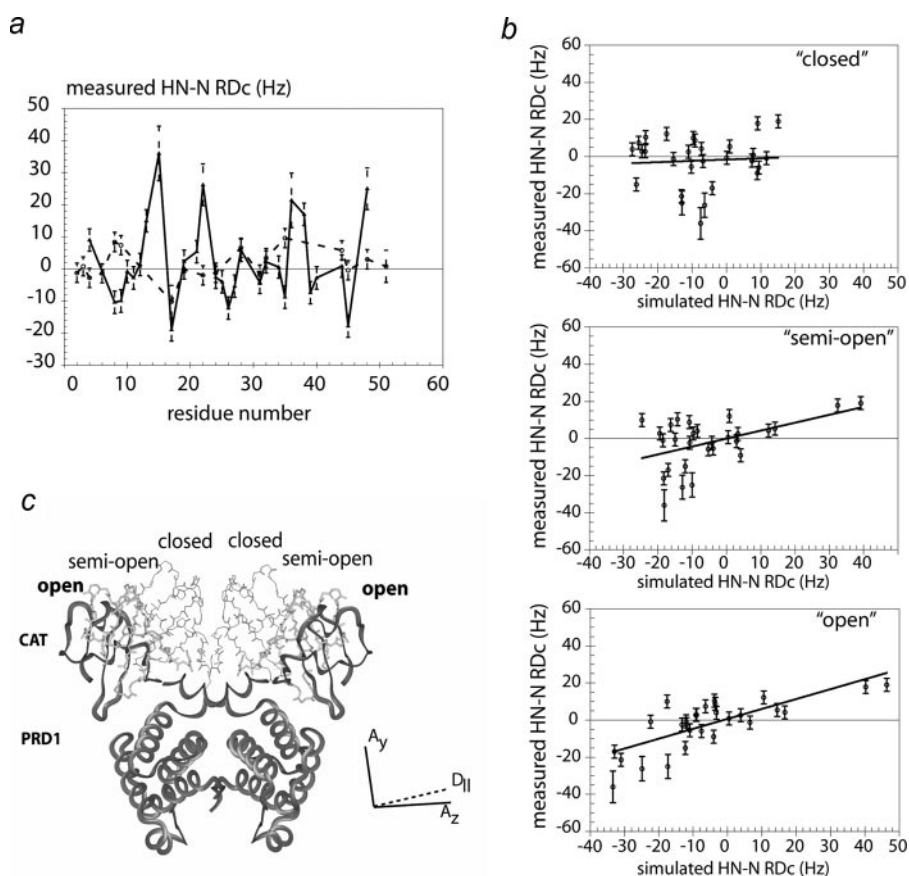 a
measured HN-N RDc (Hz)
50
40
30
20
10
0
-10
-20
-30
0 10 20 30 40 50 60
residue number
b
"closed"
measured HN-N RDc (Hz)
60
40
20
0
-20
-40
-60
-40 -30 -20 -10 0 10 20 30 40 50
simulated HN-N RDc (Hz)
"semi-open"
measured HN-N RDc (Hz)
60
40
20
0
-20
-40
-60
-40 -30 -20 -10 0 10 20 30 40 50
simulated HN-N RDc (Hz)
"open"
measured HN-N RDc (Hz)
60
40
20
0
-20
-40
-60
-40 -30 -20 -10 0 10 20 30 40 50
simulated HN-N RDc (Hz)
c
closed closed
semi-open semi-open
open open
CAT
PRD1
Ay
D||
Az